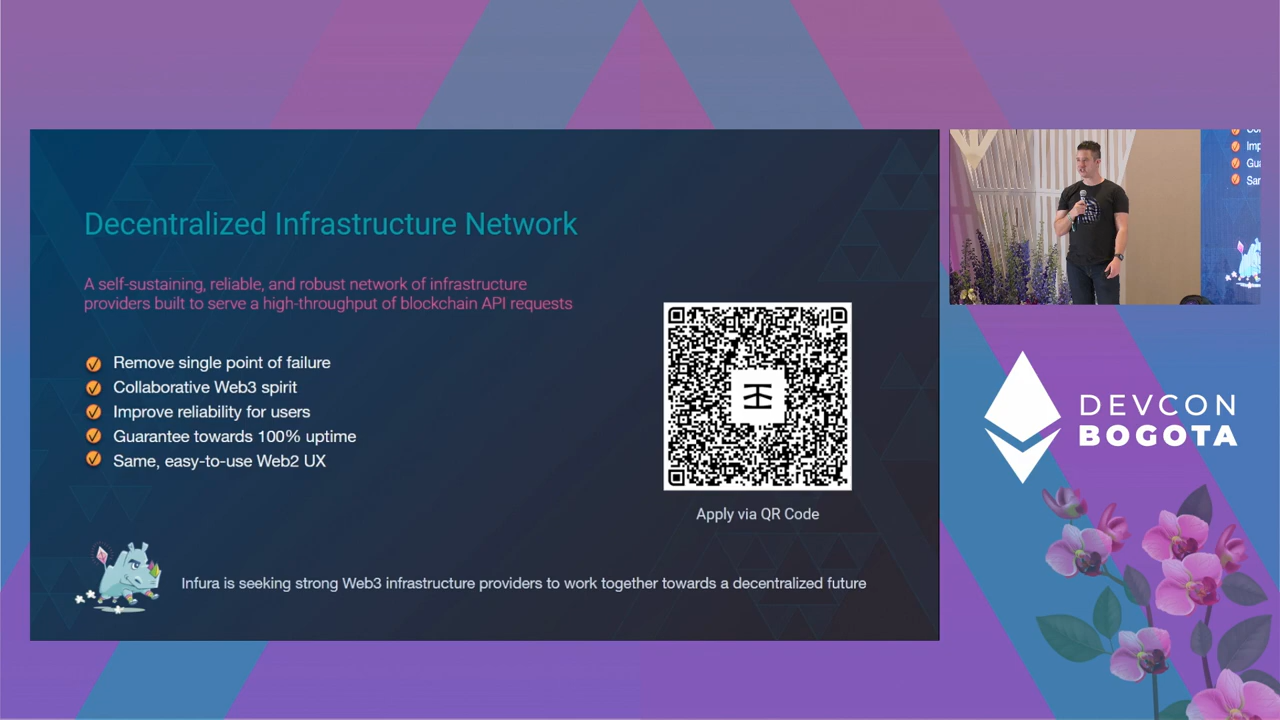 Decentralized Infrastructure Network
A self-sustaining, reliable, and robust network of infrastructure
providers built to serve a high-throughput of blockchain API requests
Remove single point of failure
Collaborative Web3 spirit
Improve reliability for users
Guarantee towards 100% uptime
Same, easy-to-use Web2 UX
Apply via QR Code
Infura is seeking strong Web3 infrastructure providers to work together towards a decentralized future
Imp
Gua
Sar
DEVCON
BOGOTA